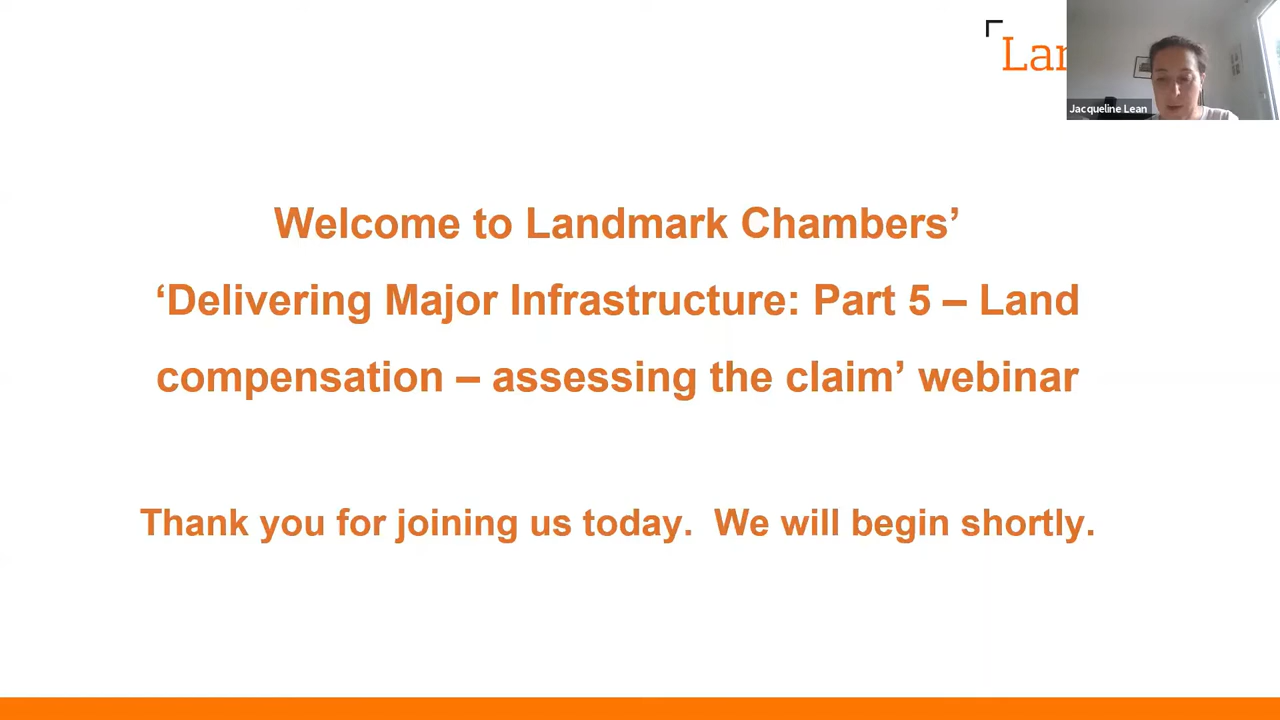 Lan
Jacqueline Lean
Welcome to Landmark Chambers’
‘Delivering Major Infrastructure: Part 5 – Land
compensation – assessing the claim’ webinar
Thank you for joining us today.  We will begin shortly.